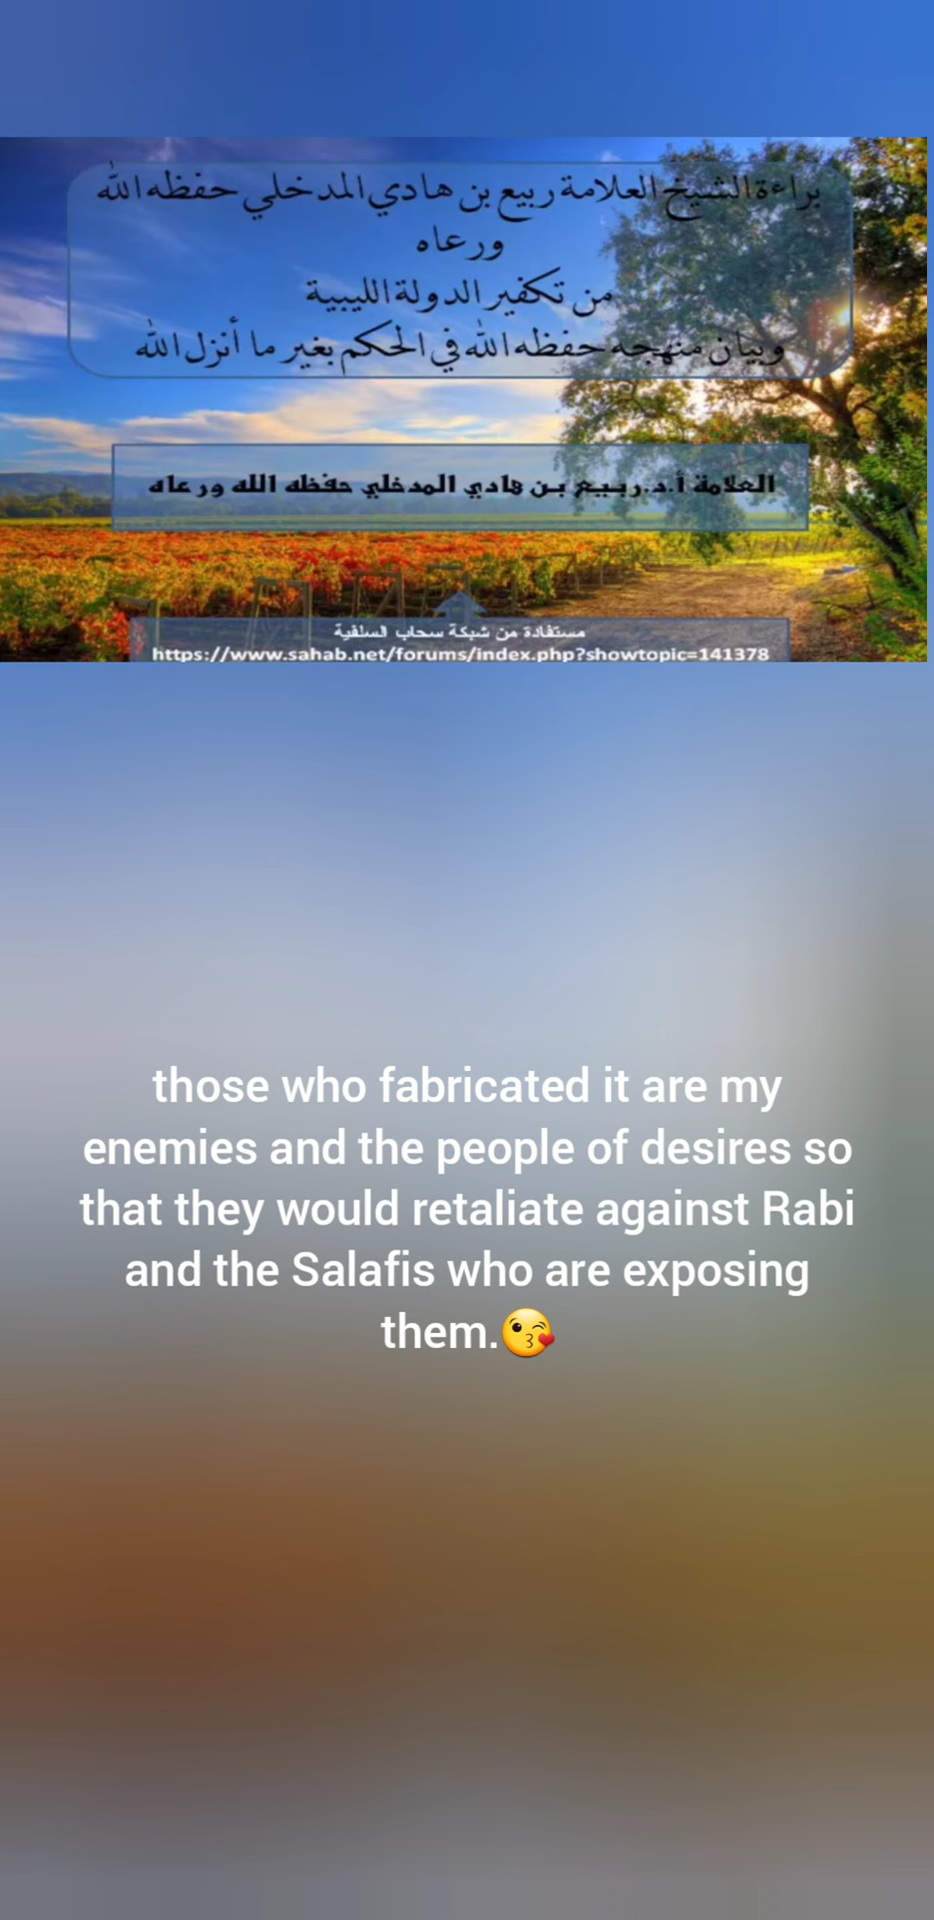 براءة الشيخ العلامة ربيع بن هادي المدخلي حفظه الله
ورعاه
من تكفير الدولة الليبية
وبيان منهجه حفظه الله في الحكم بغير ما أنزل الله
العلامة أ.د.ربيع بن هادي المدخلي حفظه الله ورعاه
مستفادة من شبكة سحاب السلفية
https://www.sahab.net/forums/index.php?showtopic=141378
those who fabricated it are my
enemies and the people of desires so
that they would retaliate against Rabi
and the Salafis who are exposing
them.😘